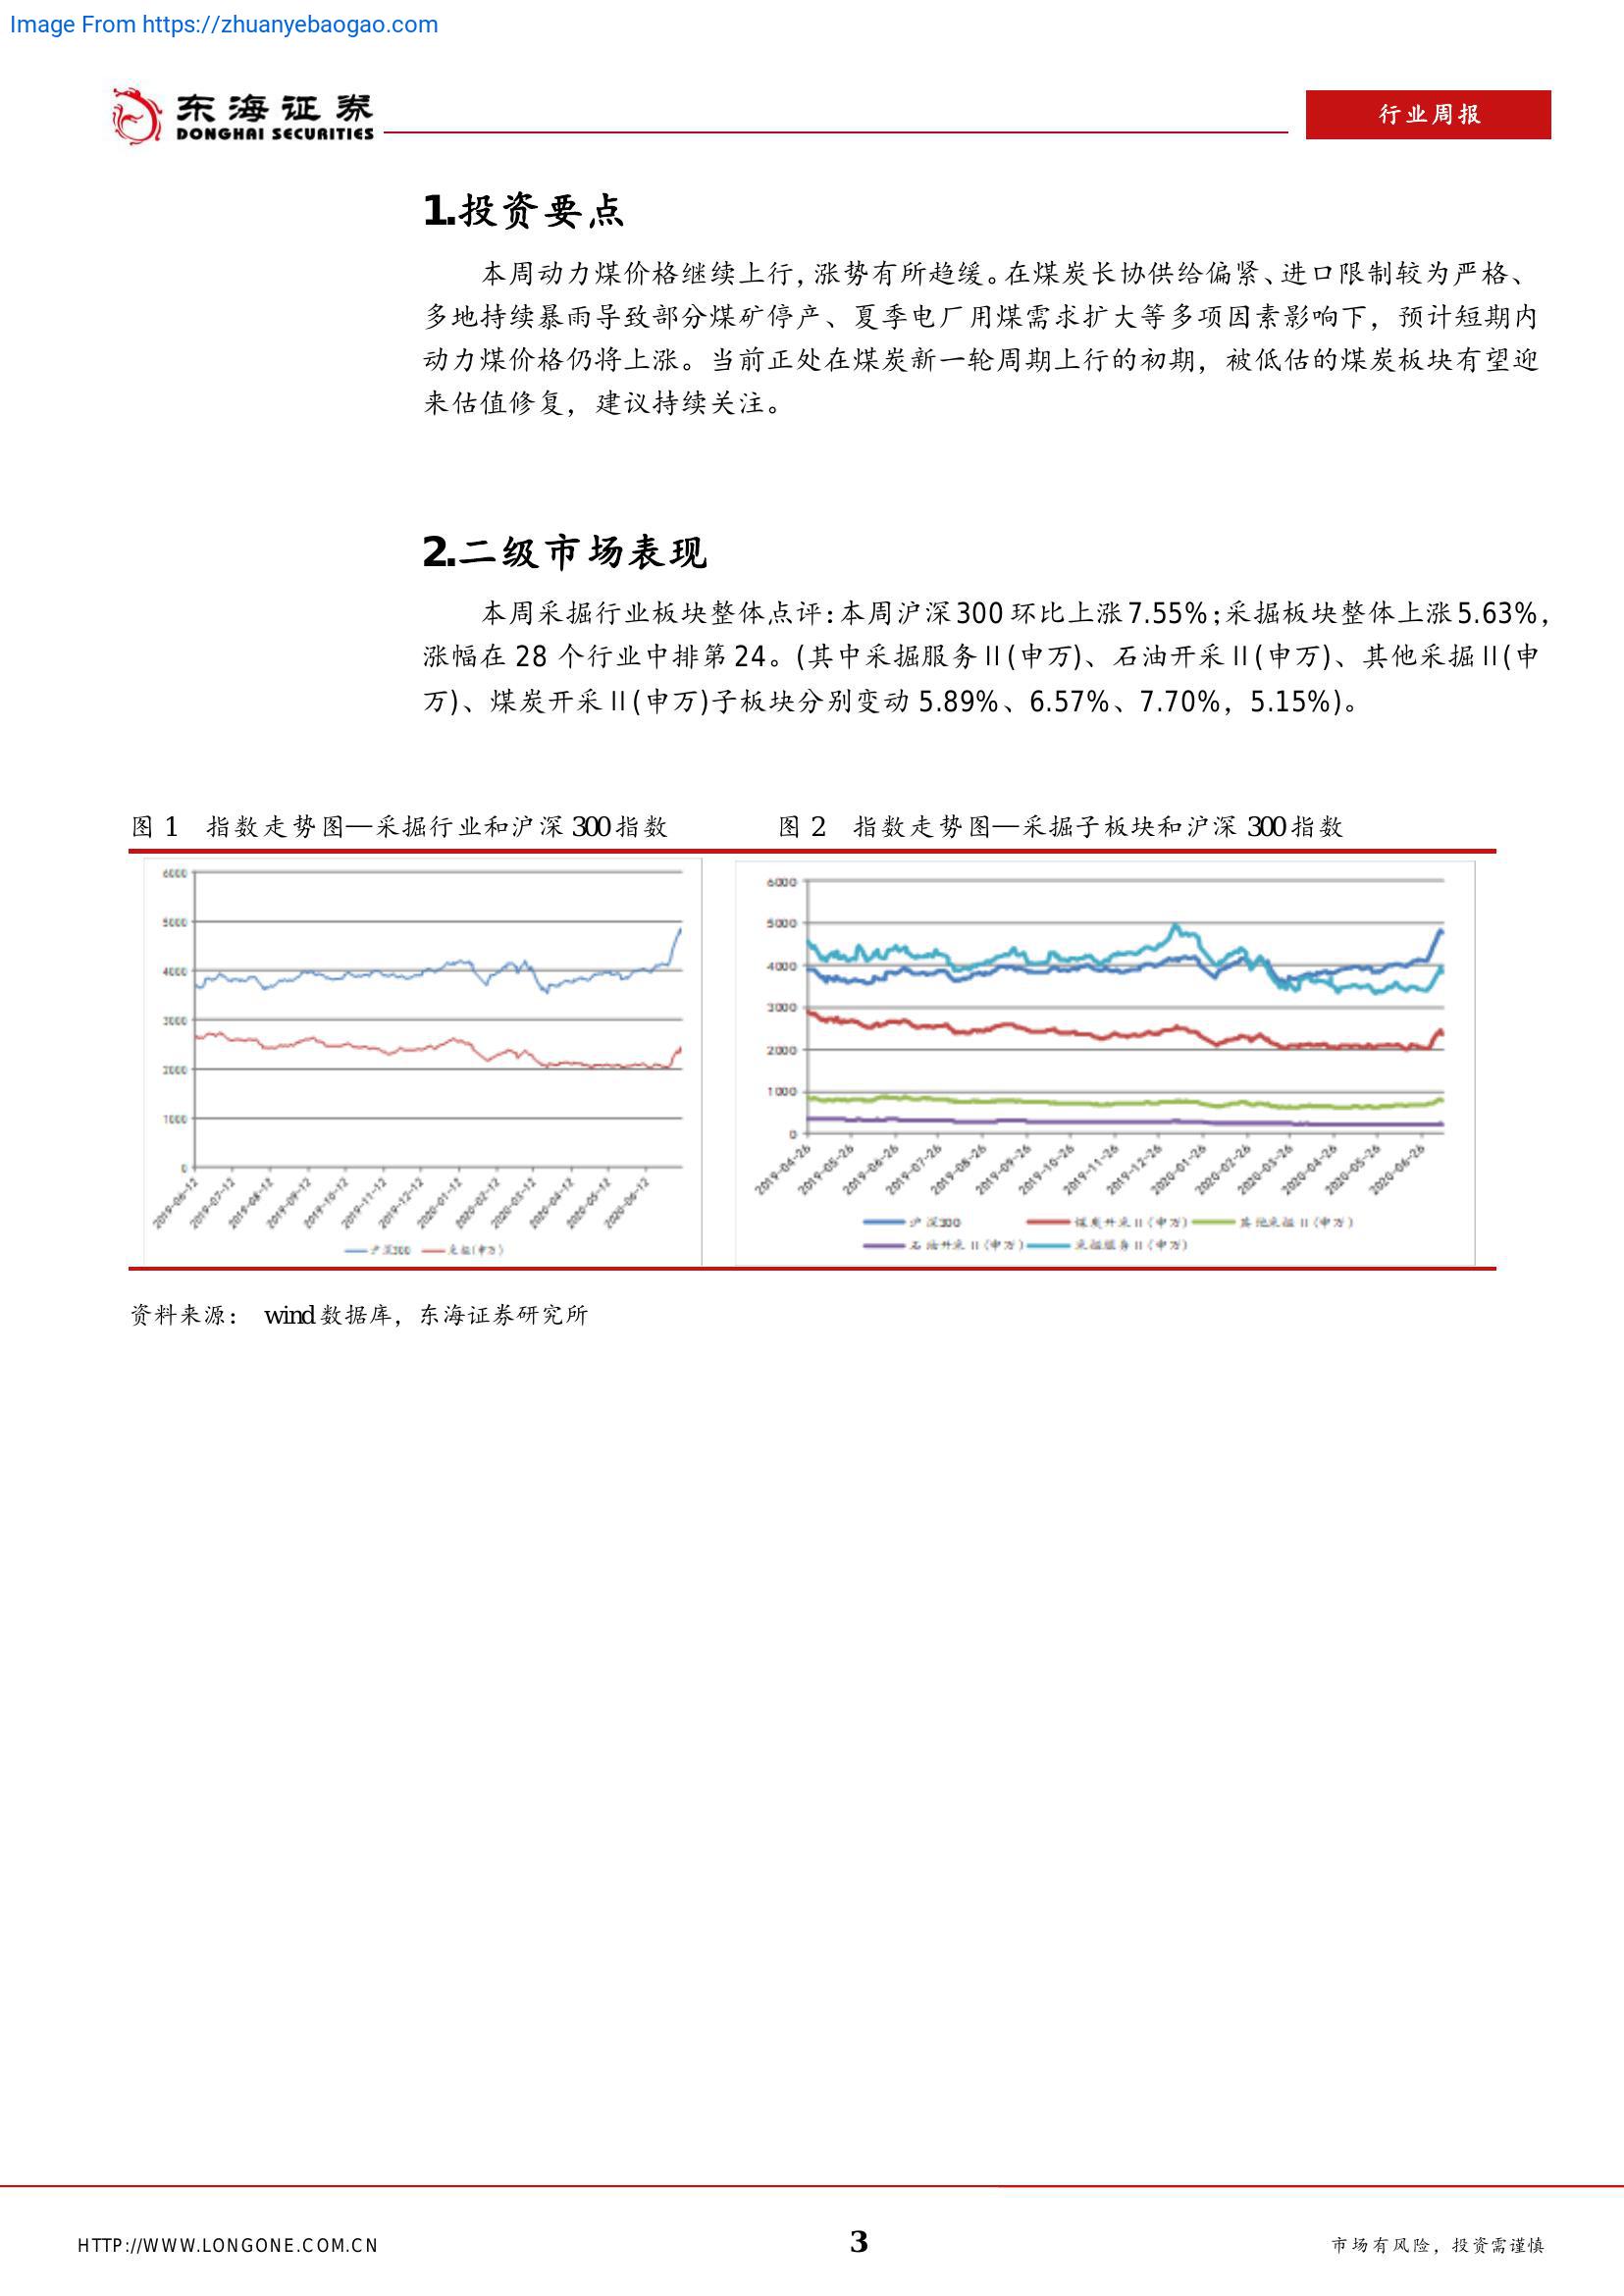 Image From https://zhuanyebaogao.com
东海证券
DONGHAI SECURITIES
行业周报
1.投资要点
本周动力煤价格继续上行，涨势有所趋缓。在煤炭长协供给偏紧、进口限制较为严格、
多地持续暴雨导致部分煤矿停产、夏季电厂用煤需求扩大等多项因素影响下，预计短期内
动力煤价格仍将上涨。当前正处在煤炭新一轮周期上行的初期，被低估的煤炭板块有望迎
来估值修复，建议持续关注。
2.二级市场表现
本周采掘行业板块整体点评：本周沪深300环比上涨7.55%；采掘板块整体上涨5.63%，
涨幅在 28 个行业中排第 24。(其中采掘服务Ⅱ(申万)、石油开采Ⅱ(申万)、其他采掘Ⅱ(申
万)、煤炭开采Ⅱ(申万)子板块分别变动 5.89%、6.57%、7.70%，5.15%)。
图 1 指数走势图—采掘行业和沪深 300 指数
图 2 指数走势图—采掘子板块和沪深 300 指数
6000
5000
4000
3000
2000
1000
0
2019-06-12
2019-07-12
2019-08-12
2019-09-12
2019-10-12
2019-11-12
2019-12-12
2020-01-12
2020-02-12
2020-03-12
2020-04-12
2020-05-12
2020-06-12
沪深300 采掘(申万)
6000
5000
4000
3000
2000
1000
0
2019-04-26
2019-05-26
2019-06-26
2019-07-26
2019-08-26
2019-09-26
2019-10-26
2019-11-26
2019-12-26
2020-01-26
2020-02-26
2020-03-26
2020-04-26
2020-05-26
2020-06-26
沪深300 煤炭开采Ⅱ(申万) 其他采掘Ⅱ(申万)
石油开采Ⅱ(申万) 采掘服务Ⅱ(申万)
资料来源： wind 数据库，东海证券研究所
HTTP://WWW.LONGONE.COM.CN
3
市场有风险，投资需谨慎